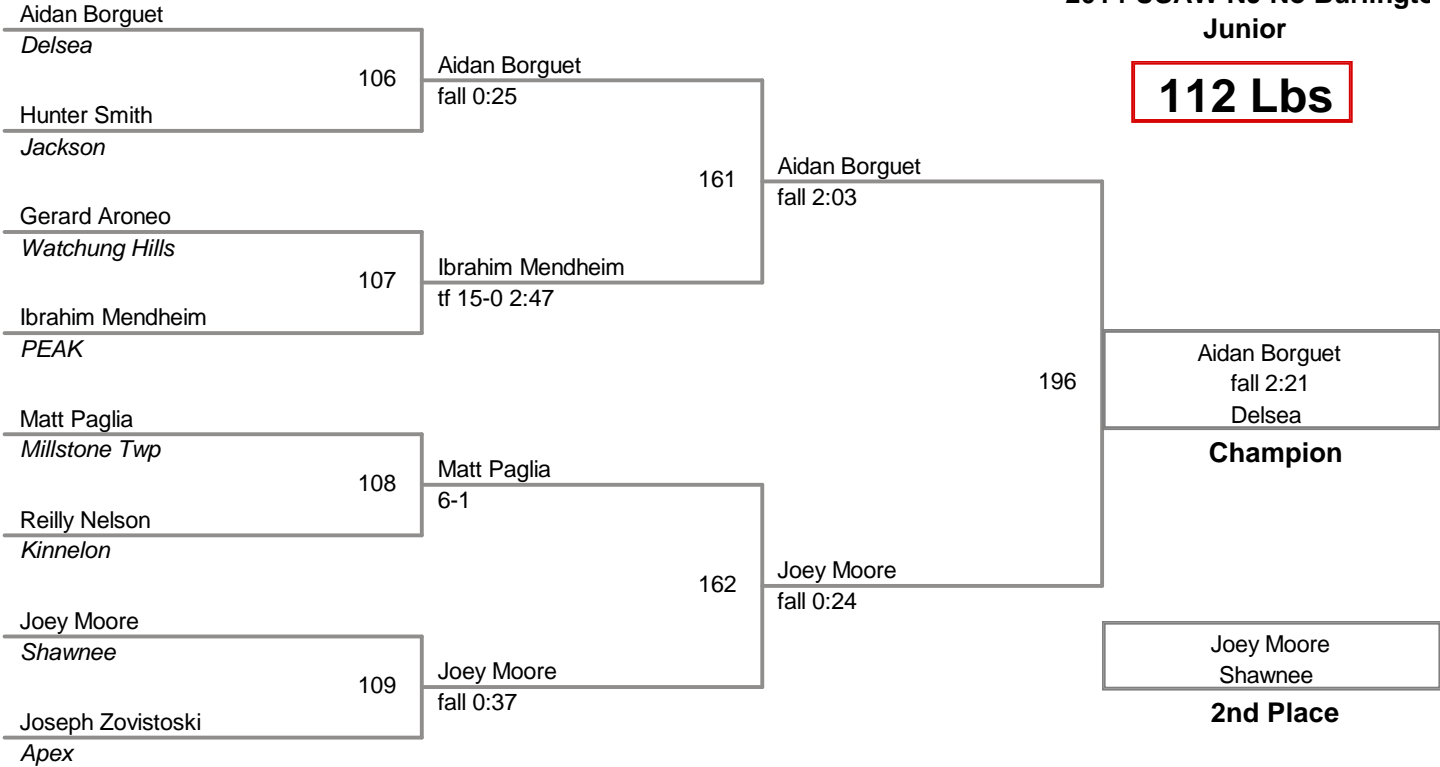 Junior
112 Lbs
Aidan Borguet
Delsea
106
Hunter Smith
Jackson
Gerard Aroneo
Watchung Hills
107
Ibrahim Mendheim
PEAK
Matt Paglia
Millstone Twp
108
Reilly Nelson
Kinnelon
Joey Moore
Shawnee
109
Joseph Zovistoski
Apex
Aidan Borguet
fall 0:25
161
Ibrahim Mendheim
tf 15-0 2:47
Matt Paglia
6-1
162
Joey Moore
fall 0:37
Aidan Borguet
fall 2:03
196
Joey Moore
fall 0:24
Aidan Borguet
fall 2:21
Delsea
Champion
Joey Moore
Shawnee
2nd Place